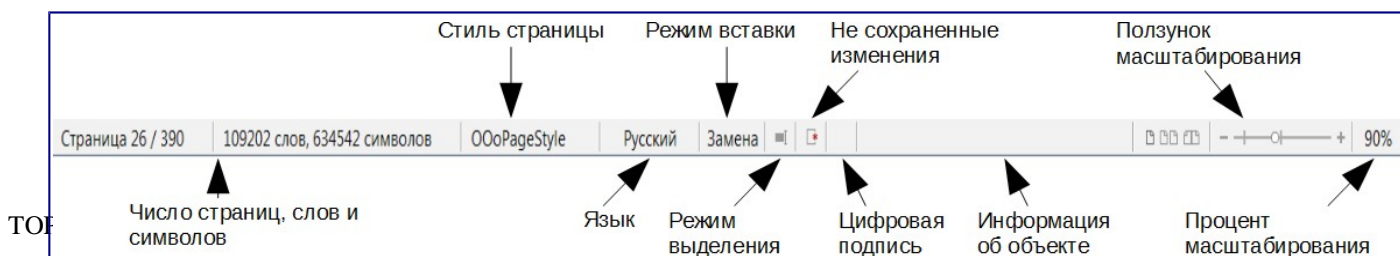 Стиль страницы Режим вставки Не сохраненные изменения Ползунок масштабирования
Страница 26 / 390 109202 слов, 634542 символов OOoPageStyle Русский Замена 90%
Число страниц, слов и символов Язык Режим выделения Цифровая подпись Информация об объекте Процент масштабирования